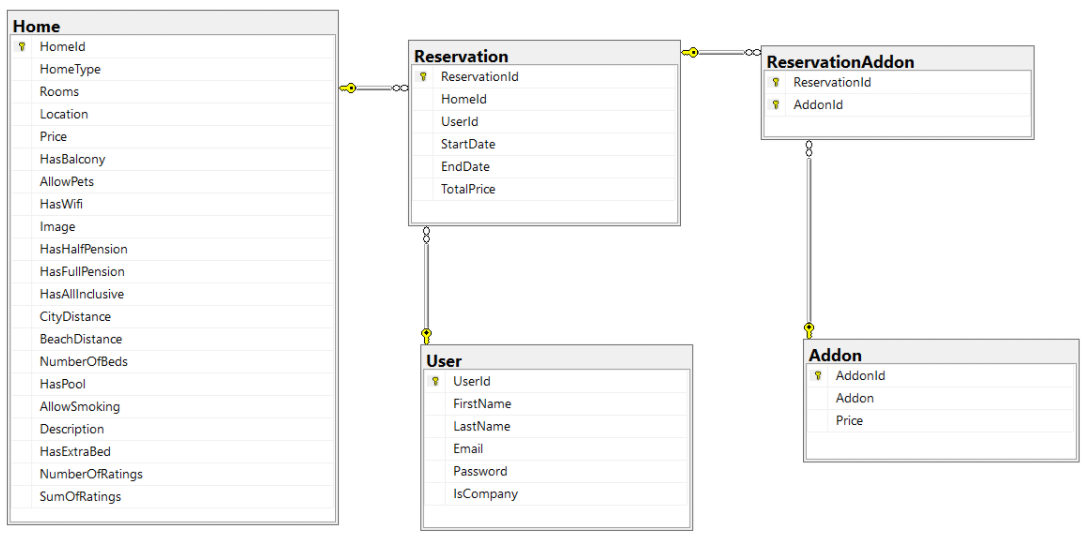 Home
HomeId
HomeType
Rooms
Location
Price
HasBalcony
AllowPets
HasWifi
Image
HasHalfPension
HasFullPension
HasAllInclusive
CityDistance
BeachDistance
NumberOfBeds
HasPool
AllowSmoking
Description
HasExtraBed
NumberOfRatings
SumOfRatings
Reservation
ReservationId
HomeId
UserId
StartDate
EndDate
TotalPrice
ReservationAddon
ReservationId
AddonId
User
UserId
FirstName
LastName
Email
Password
IsCompany
Addon
AddonId
Addon
Price